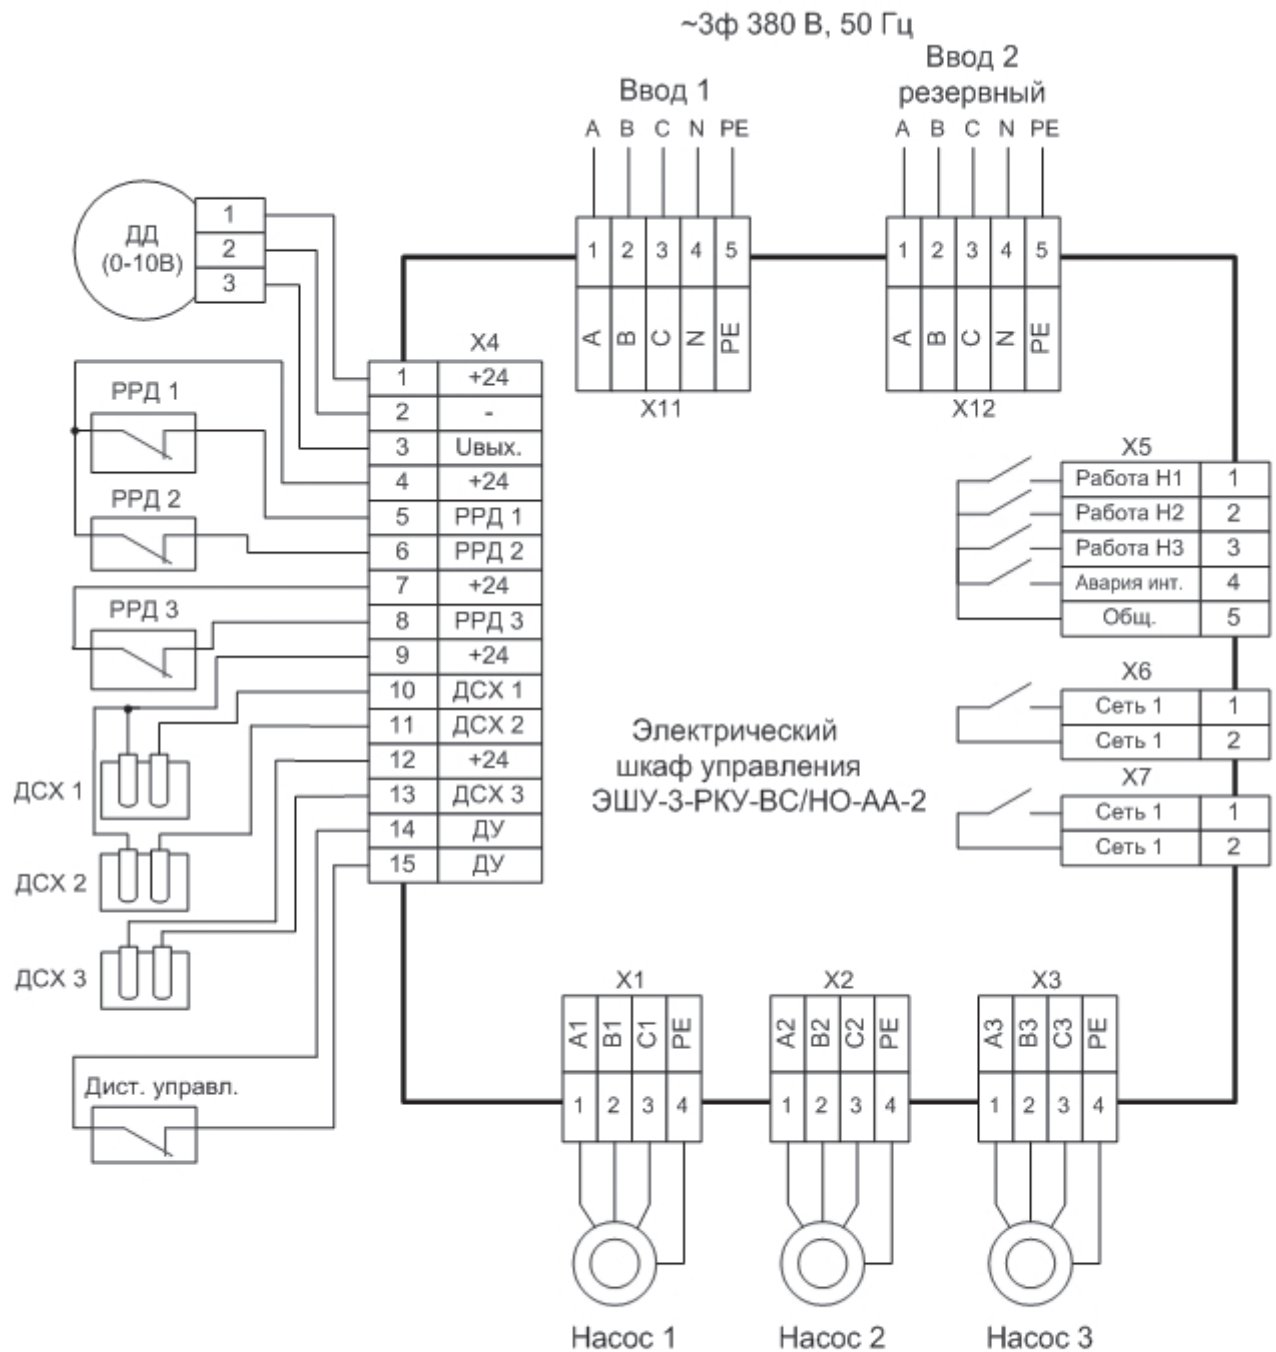 ~3ф 380 В, 50 Гц
Ввод 1
Ввод 2
резервный
A B C N PE
A B C N PE
1 2 3 4 5
A B C N PE
X11
1 2 3 4 5
A B C N PE
X12
ДД
(0-10В)
1
2
3
X4
1 +24
2 -
3 Uвых.
4 +24
5 РРД 1
6 РРД 2
7 +24
8 РРД 3
9 +24
10 ДСХ 1
11 ДСХ 2
12 +24
13 ДСХ 3
14 ДУ
15 ДУ
РРД 1
РРД 2
РРД 3
ДСХ 1
ДСХ 2
ДСХ 3
Дист. управл.
X5
Работа Н1 1
Работа Н2 2
Работа Н3 3
Авария инт. 4
Общ. 5
X6
Сеть 1 1
Сеть 1 2
X7
Сеть 1 1
Сеть 1 2
Электрический
шкаф управления
ЭШУ-3-РКУ-ВС/НО-АА-2
X1
A1 B1 C1 PE
1 2 3 4
Насос 1
X2
A2 B2 C2 PE
1 2 3 4
Насос 2
X3
A3 B3 C3 PE
1 2 3 4
Насос 3